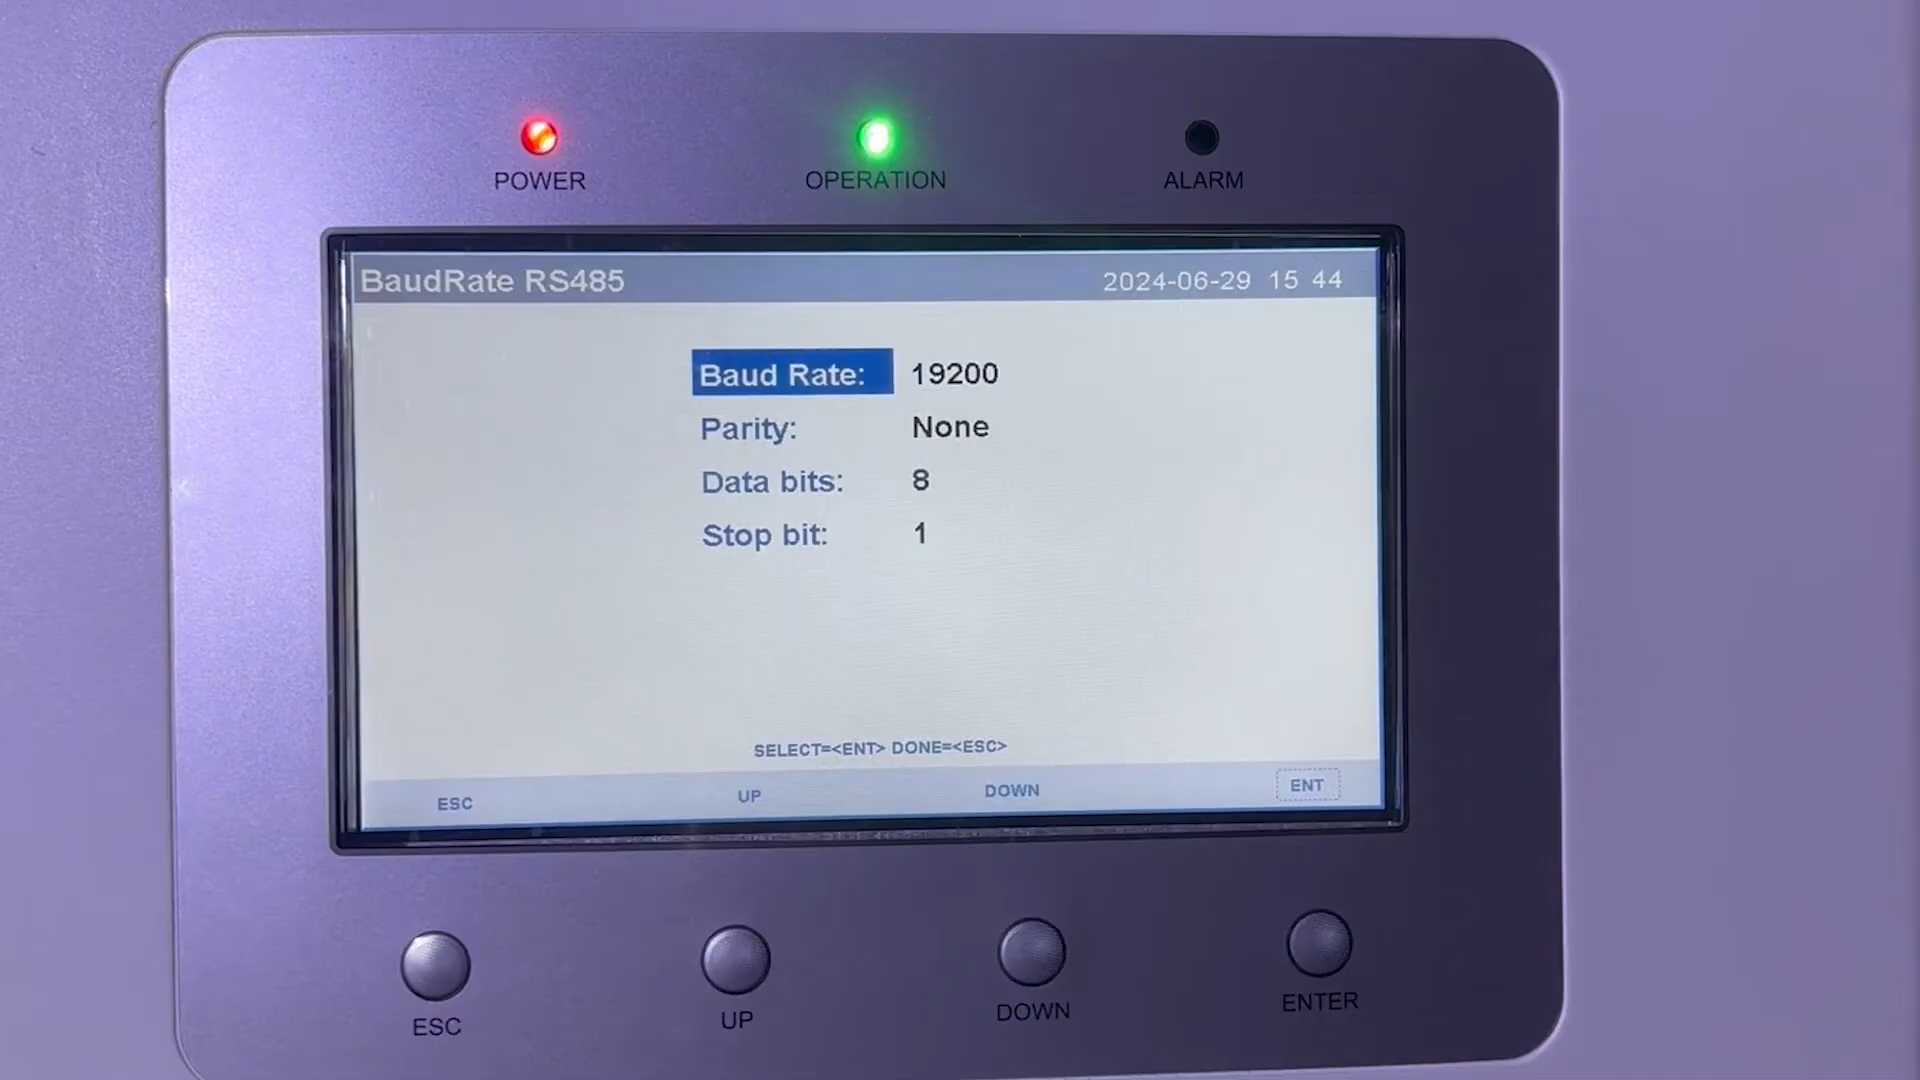 POWER OPERATION ALARM
BaudRate RS485 2024-06-29 15 44
Baud Rate: 19200
Parity: None
Data bits: 8
Stop bit: 1
SELECT=<ENT> DONE=<ESC>
ESC UP DOWN ENT
ESC UP DOWN ENTER